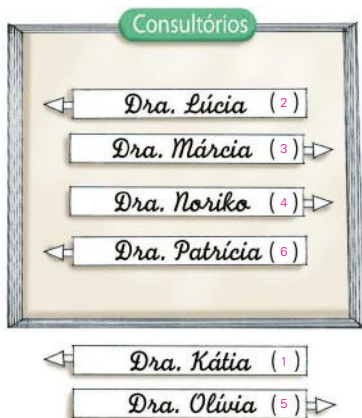 Consultórios
Dra. Lúcia (2)
Dra. Márcia (3)
Dra. Noriko (4)
Dra. Patrícia (6)
Dra. Kátia (1)
Dra. Olívia (5)